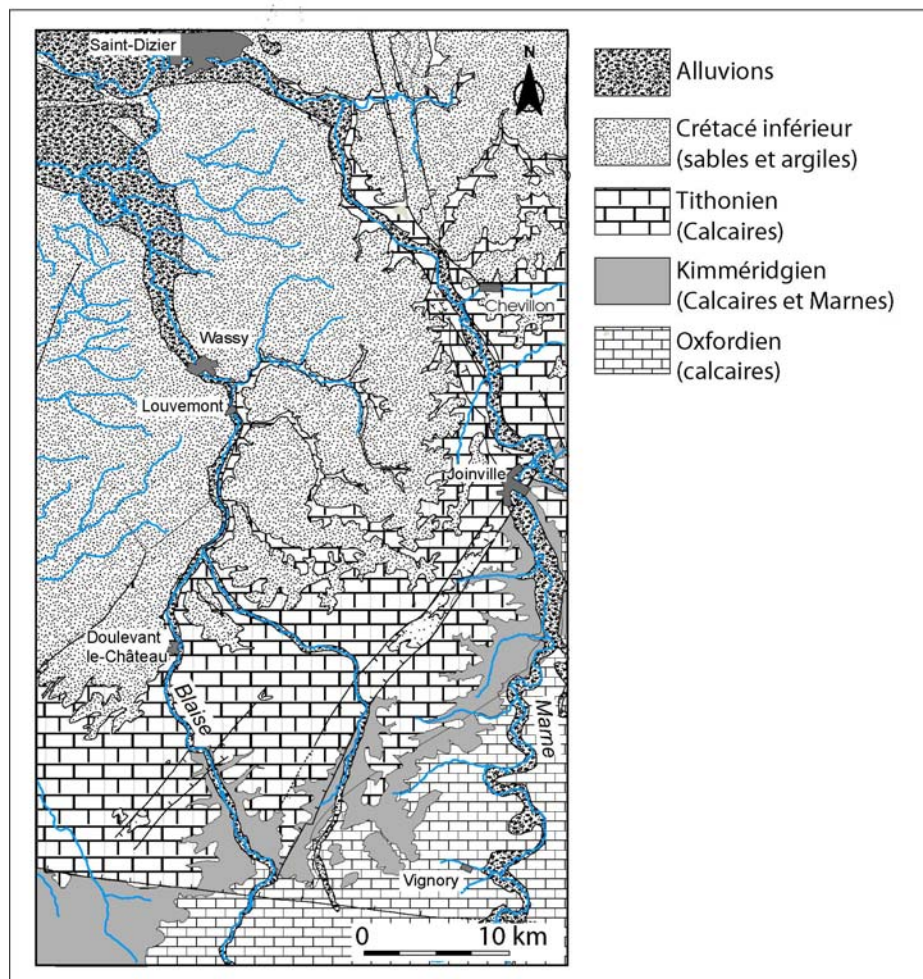 Saint-Dizier
N
Chevillon
Wassy
Louvemont
Joinville
Doulevant
le-Château
Blaise
Marne
Vignory
0 10 km
Alluvions
Crétacé inférieur
(sables et argiles)
Tithonien
(Calcaires)
Kimméridgien
(Calcaires et Marnes)
Oxfordien
(calcaires)